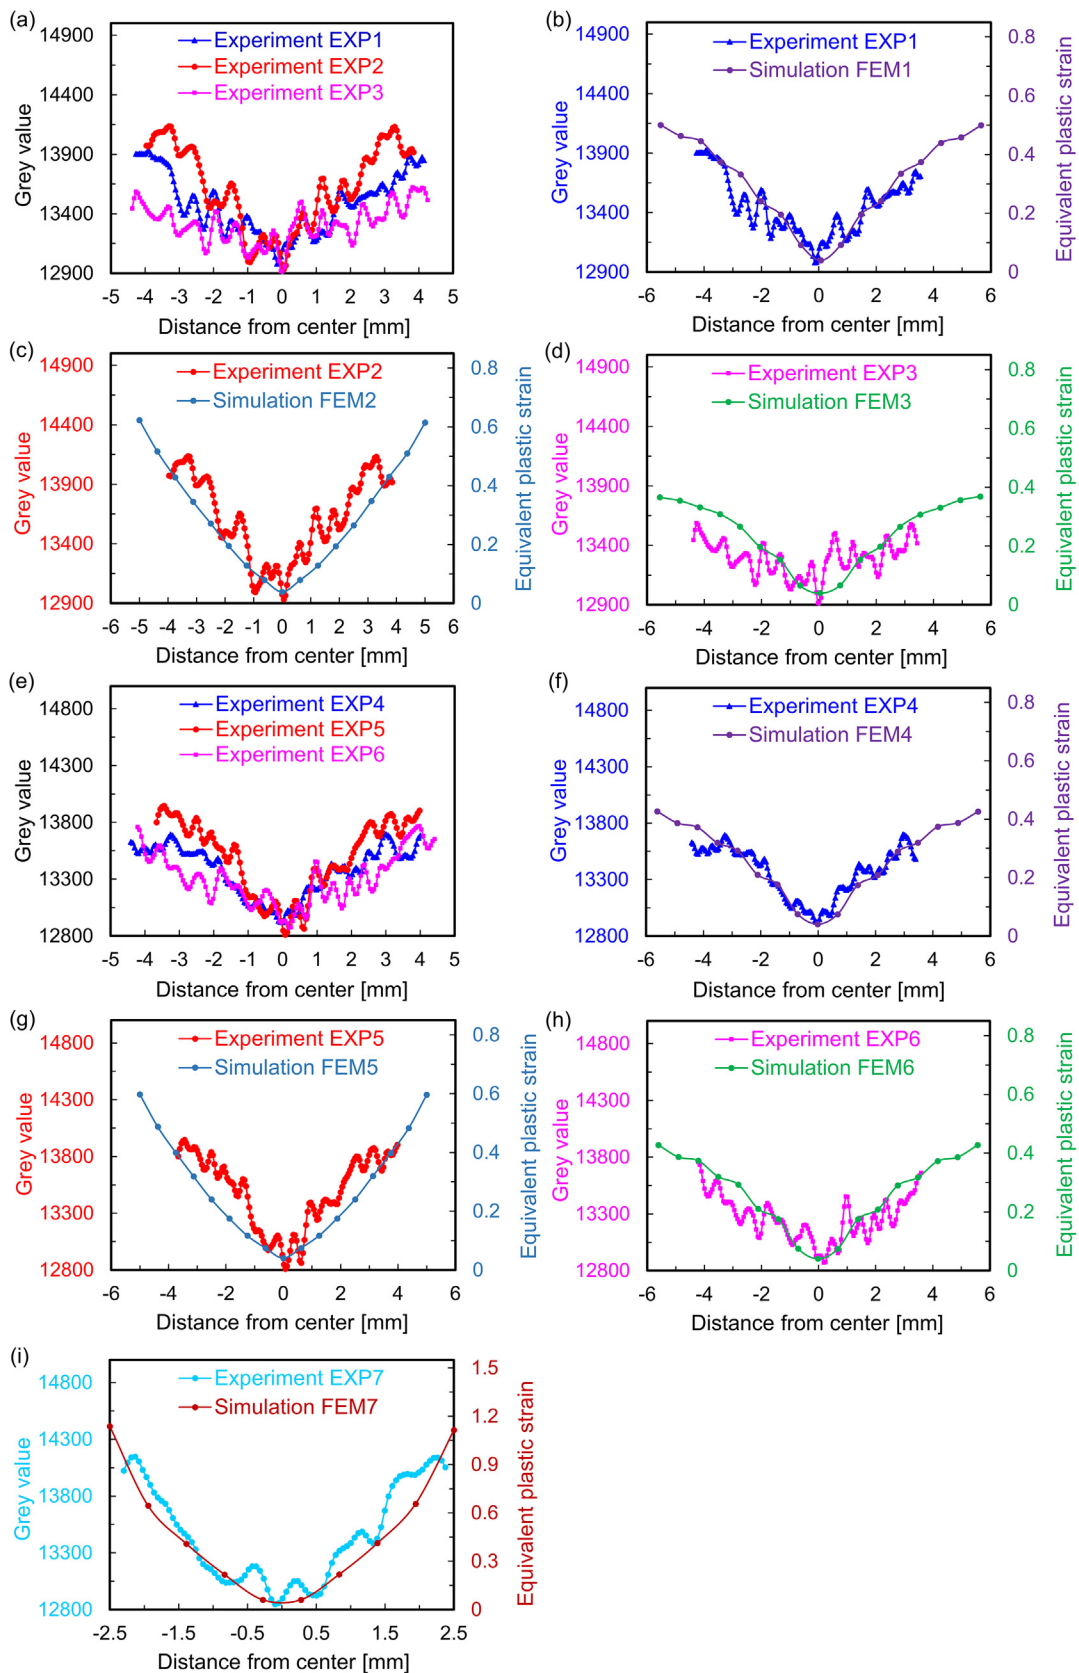 (a)
Experiment EXP1
Experiment EXP2
Experiment EXP3
Grey value
14900
14400
13900
13400
12900
-5 -4 -3 -2 -1 0 1 2 3 4 5
Distance from center [mm]
(b)
Experiment EXP1
Simulation FEM1
Grey value
14900
14400
13900
13400
12900
Equivalent plastic strain
0.8
0.6
0.4
0.2
0
-6 -4 -2 0 2 4 6
Distance from center [mm]
(c)
Experiment EXP2
Simulation FEM2
Grey value
14900
14400
13900
13400
12900
Equivalent plastic strain
0.8
0.6
0.4
0.2
0
-6 -5 -4 -3 -2 -1 0 1 2 3 4 5 6
Distance from center [mm]
(d)
Experiment EXP3
Simulation FEM3
Grey value
14900
14400
13900
13400
12900
Equivalent plastic strain
0.8
0.6
0.4
0.2
0
-6 -4 -2 0 2 4 6
Distance from center [mm]
(e)
Experiment EXP4
Experiment EXP5
Experiment EXP6
Grey value
14800
14300
13800
13300
12800
-5 -4 -3 -2 -1 0 1 2 3 4 5
Distance from center [mm]
(f)
Experiment EXP4
Simulation FEM4
Grey value
14800
14300
13800
13300
12800
Equivalent plastic strain
0.8
0.6
0.4
0.2
0
-6 -4 -2 0 2 4 6
Distance from center [mm]
(g)
Experiment EXP5
Simulation FEM5
Grey value
14800
14300
13800
13300
12800
Equivalent plastic strain
0.8
0.6
0.4
0.2
0
-6 -4 -2 0 2 4 6
Distance from center [mm]
(h)
Experiment EXP6
Simulation FEM6
Grey value
14800
14300
13800
13300
12800
Equivalent plastic strain
0.8
0.6
0.4
0.2
0
-6 -4 -2 0 2 4 6
Distance from center [mm]
(i)
Experiment EXP7
Simulation FEM7
Grey value
14800
14300
13800
13300
12800
Equivalent plastic strain
1.5
1.2
0.9
0.6
0.3
0
-2.5 -1.5 -0.5 0.5 1.5 2.5
Distance from center [mm]